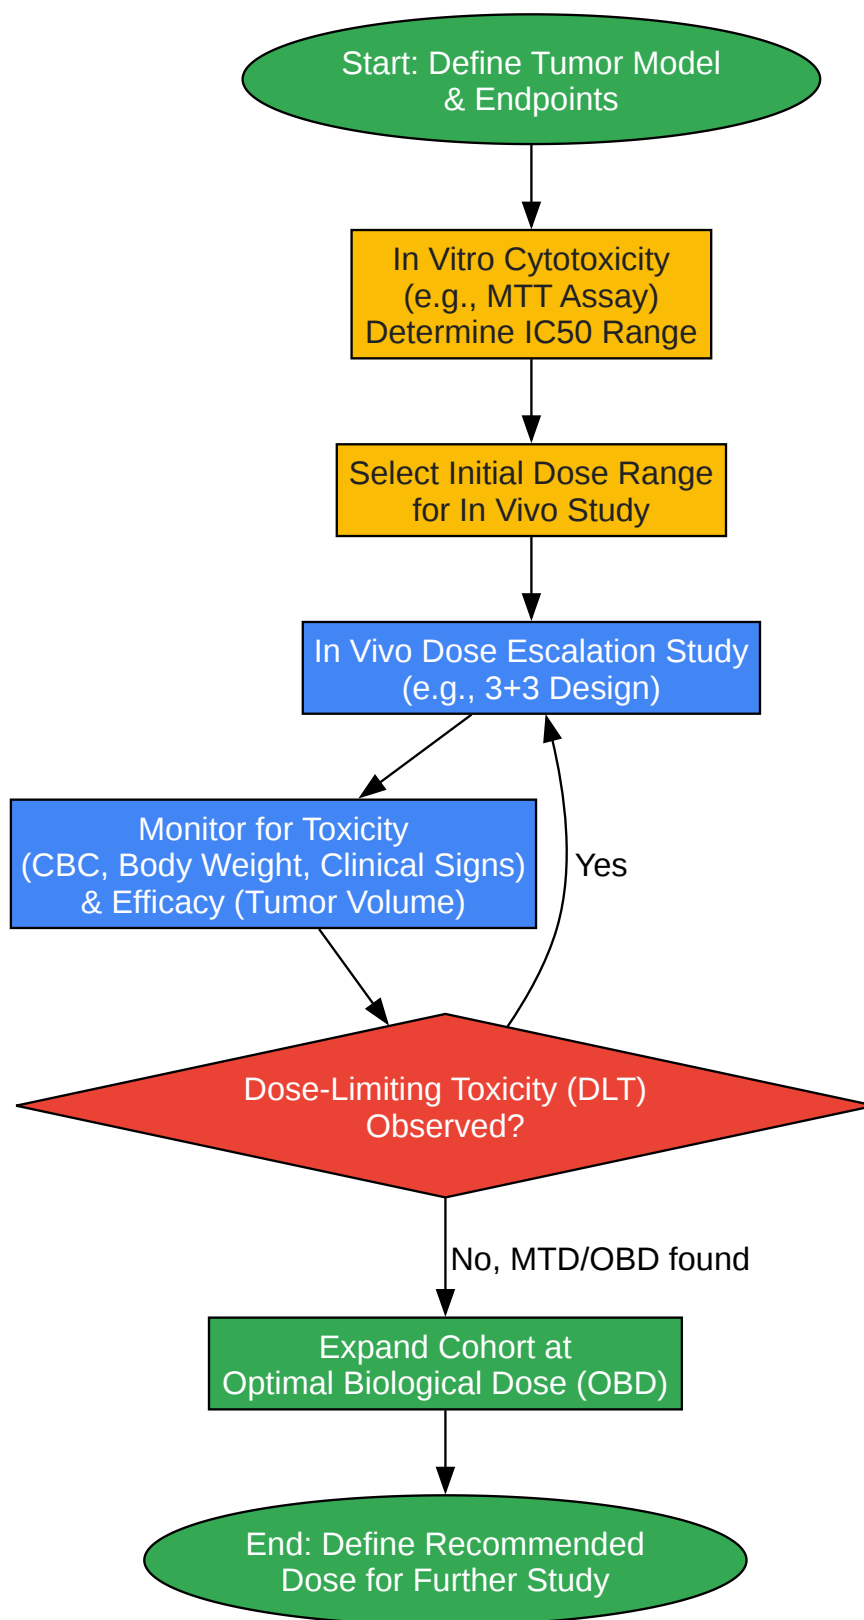 Start: Define Tumor Model
& Endpoints
In Vitro Cytotoxicity
(e.g., MTT Assay)
Determine IC50 Range
Select Initial Dose Range
for In Vivo Study
In Vivo Dose Escalation Study
(e.g., 3+3 Design)
Monitor for Toxicity
(CBC, Body Weight, Clinical Signs)
& Efficacy (Tumor Volume)
Yes
Dose-Limiting Toxicity (DLT)
Observed?
No, MTD/OBD found
Expand Cohort at
Optimal Biological Dose (OBD)
End: Define Recommended
Dose for Further Study